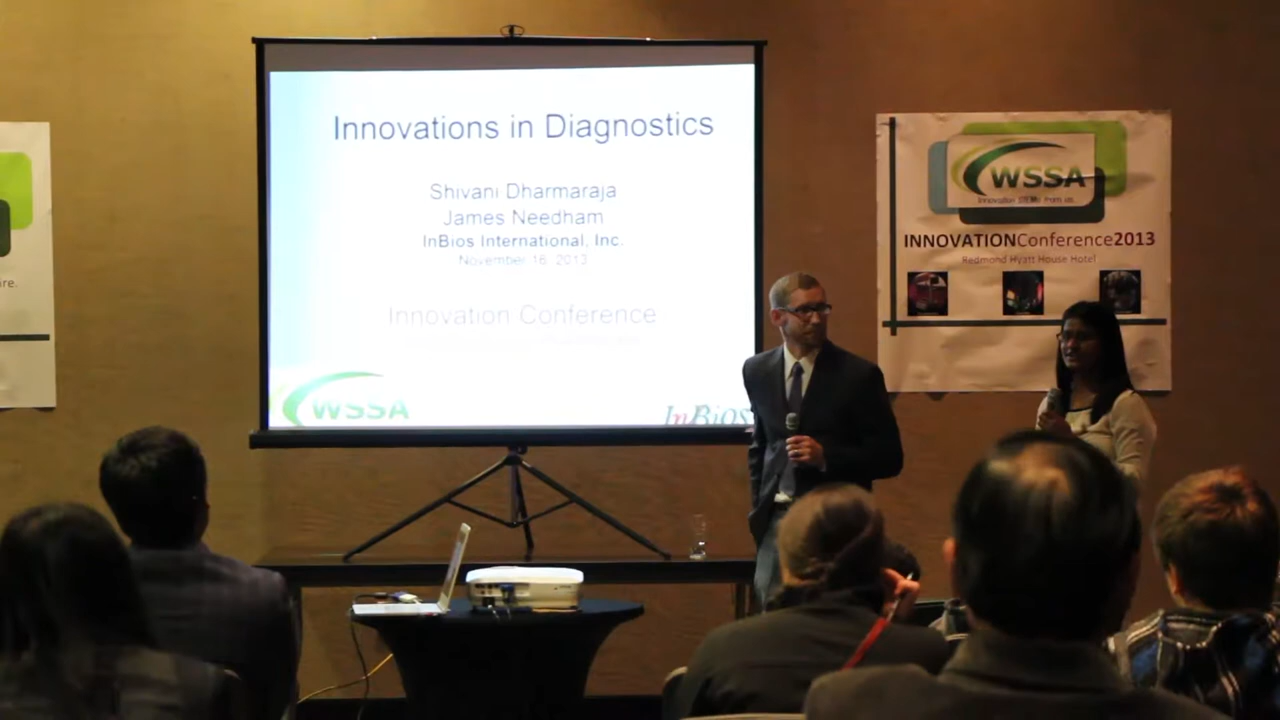 Innovations in Diagnostics
Shivani Dharmaraja
James Needham
InBios International, Inc.
November 16, 2013
Innovation Conference
WSSA
InBios
WSSA
INNOVATIONConference2013
Redmond Hyatt House Hotel
ire.